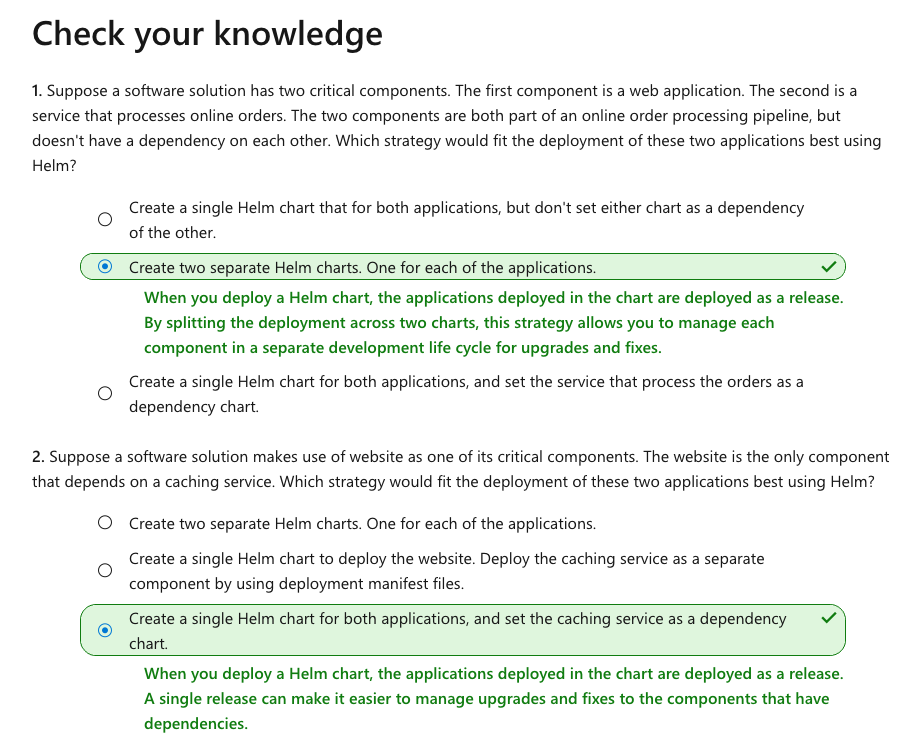 Check your knowledge
1. Suppose a software solution has two critical components. The first component is a web application. The second is a
service that processes online orders. The two components are both part of an online order processing pipeline, but
doesn't have a dependency on each other. Which strategy would fit the deployment of these two applications best using
Helm?
Create a single Helm chart that for both applications, but don't set either chart as a dependency
of the other.
Create two separate Helm charts. One for each of the applications.
When you deploy a Helm chart, the applications deployed in the chart are deployed as a release.
By splitting the deployment across two charts, this strategy allows you to manage each
component in a separate development life cycle for upgrades and fixes.
Create a single Helm chart for both applications, and set the service that process the orders as a
dependency chart.
2. Suppose a software solution makes use of website as one of its critical components. The website is the only component
that depends on a caching service. Which strategy would fit the deployment of these two applications best using Helm?
Create two separate Helm charts. One for each of the applications.
Create a single Helm chart to deploy the website. Deploy the caching service as a separate
component by using deployment manifest files.
Create a single Helm chart for both applications, and set the caching service as a dependency
chart.
When you deploy a Helm chart, the applications deployed in the chart are deployed as a release.
A single release can make it easier to manage upgrades and fixes to the components that have
dependencies.